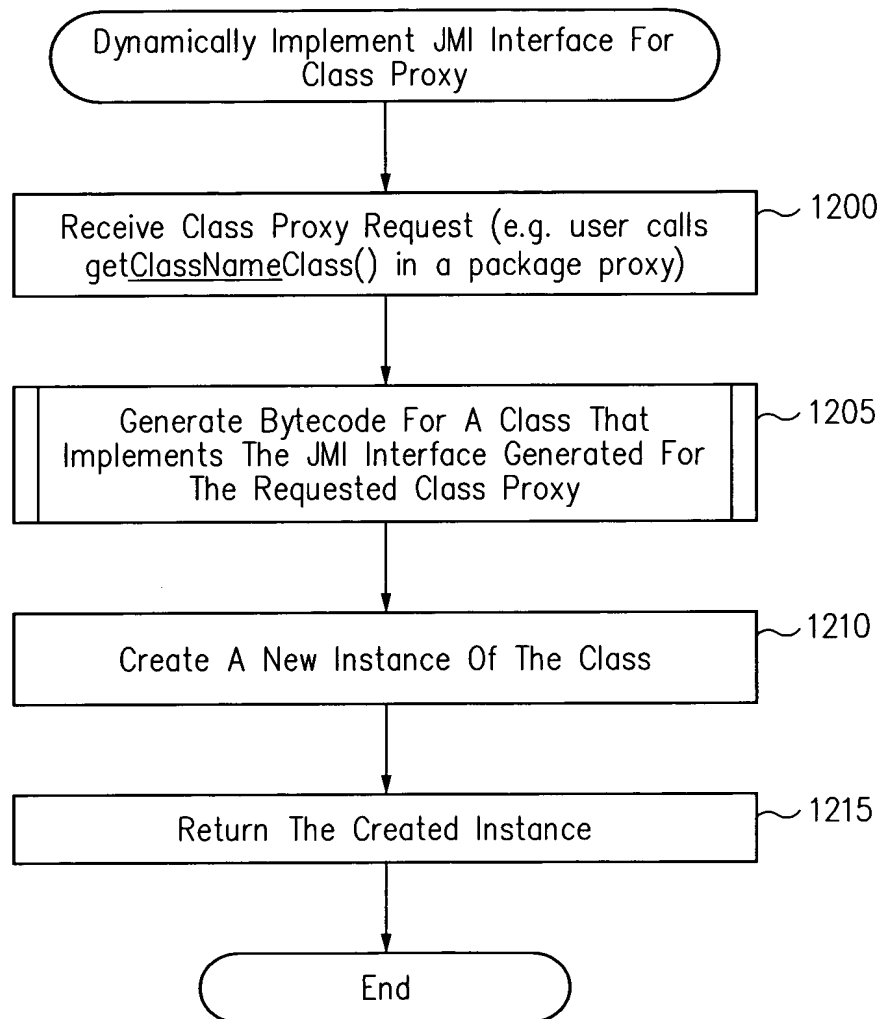 Dynamically Implement JMI Interface For
Class Proxy
1200
Receive Class Proxy Request (e.g. user calls
getClassNameClass() in a package proxy)
1205
Generate Bytecode For A Class That
Implements The JMI Interface Generated For
The Requested Class Proxy
1210
Create A New Instance Of The Class
1215
Return The Created Instance
End